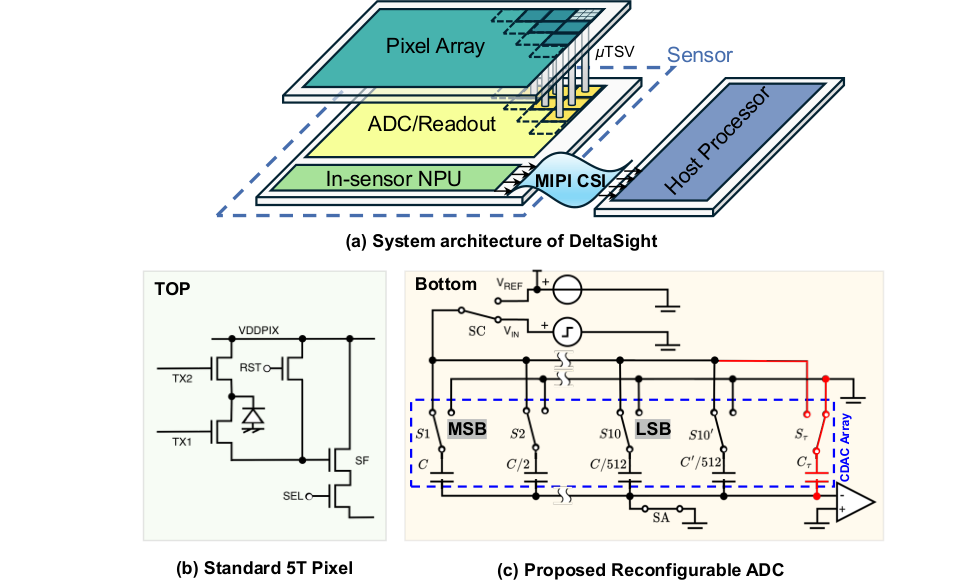 Pixel Array
µTSV
Sensor
ADC/Readout
In-sensor NPU
MIPI CSI
Host Processor
(a) System architecture of DeltaSight
TOP
VDDPIX
TX2
RST
TX1
SF
SEL
(b) Standard 5T Pixel
Bottom
VREF
+
SC
VIN
+
S1
MSB
S2
S10
LSB
S10′
Sτ
C
C/2
C/512
C′/512
Cτ
CDAC Array
SA
-
+
(c) Proposed Reconfigurable ADC